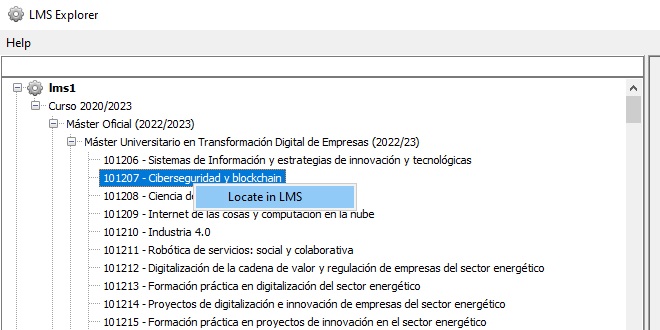 LMS Explorer
Help
lms1
Curso 2020/2023
Máster Oficial (2022/2023)
Máster Universitario en Transformación Digital de Empresas (2022/23)
101206 - Sistemas de Información y estrategias de innovación y tecnológicas
101207 - Ciberseguridad y blockchain
Locate in LMS
101208 - Ciencia
101209 - Internet de las cosas y computación en la nube
101210 - Industria 4.0
101211 - Robótica de servicios: social y colaborativa
101212 - Digitalización de la cadena de valor y regulación de empresas del sector energético
101213 - Formación práctica en digitalización del sector energético
101214 - Proyectos de digitalización e innovación de empresas del sector energético
101215 - Formación práctica en proyectos de innovación en el sector energético